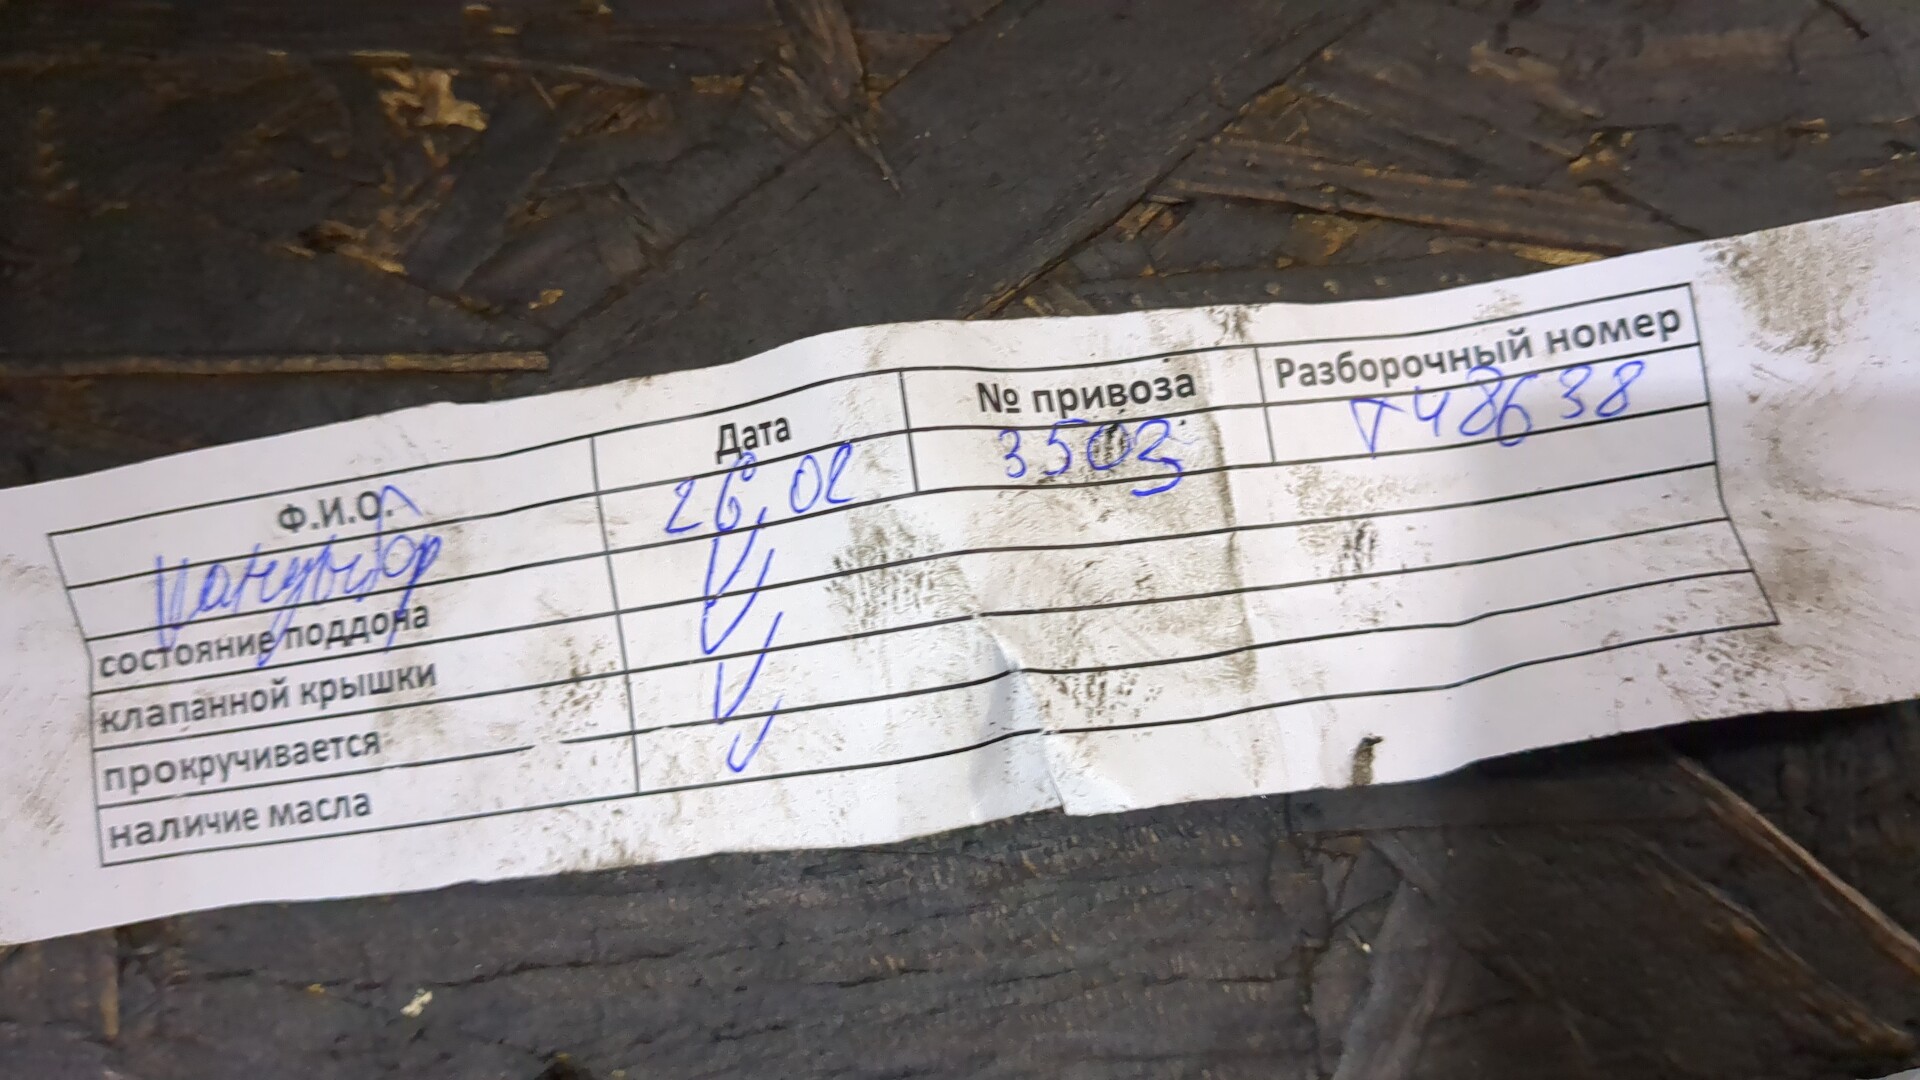 Ф.И.О. Дата № привоза Разборочный номер
26.02 3503 Т48638
состояние поддона V
клапанной крышки V
прокручивается V
наличие масла V